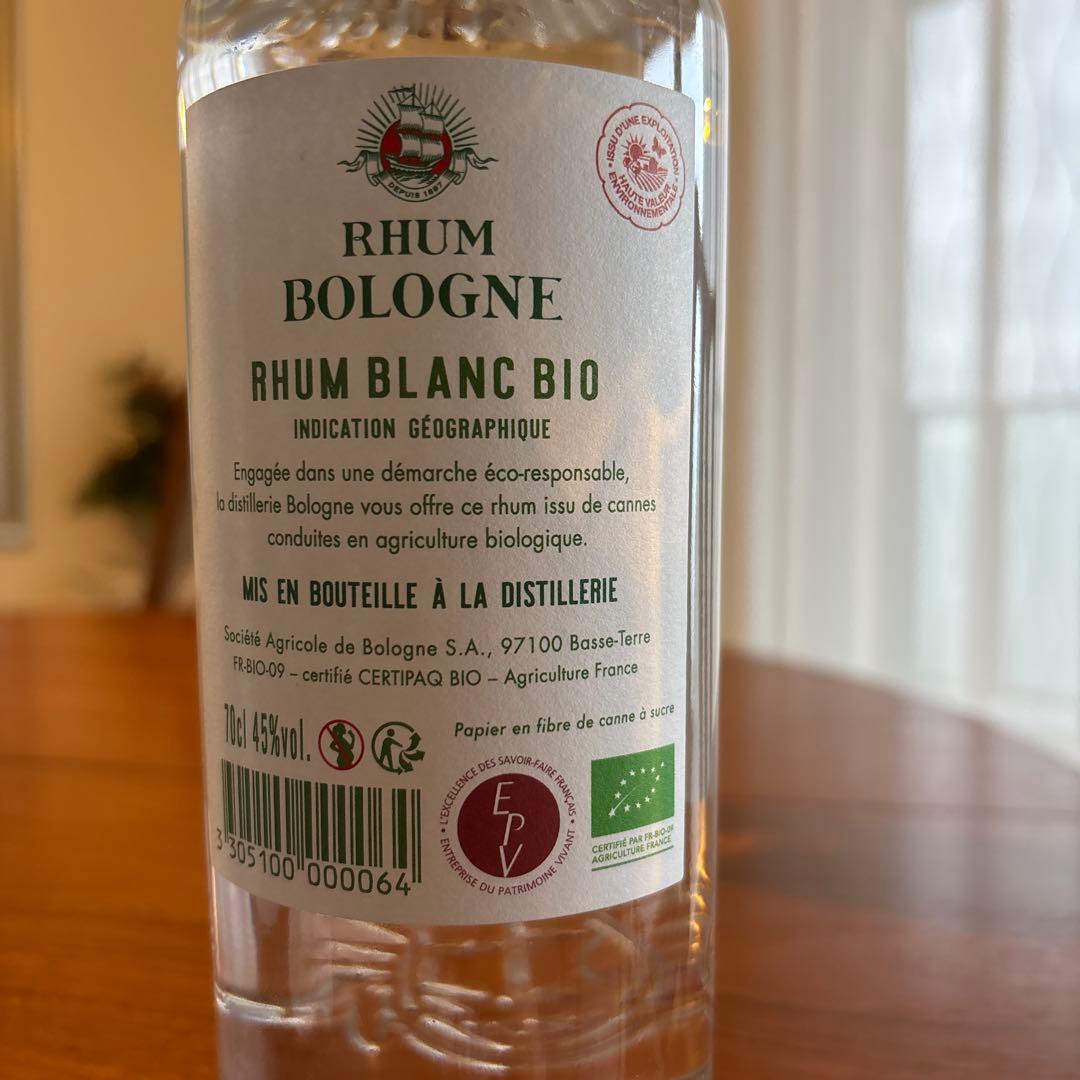 DEPUIS 1887
• ISSU D'UNE EXPLOITATION •
HAUTE VALEUR
ENVIRONNEMENTALE
RHUM
BOLOGNE
RHUM BLANC BIO
INDICATION GÉOGRAPHIQUE
Engagée dans une démarche éco-responsable,
la distillerie Bologne vous offre ce rhum issu de cannes
conduites en agriculture biologique.
MIS EN BOUTEILLE À LA DISTILLERIE
Société Agricole de Bologne S.A., 97100 Basse-Terre
FR-BIO-09 – certifié CERTIPAQ BIO – Agriculture France
70cl 45%vol.
Papier en fibre de canne à sucre
3 305100 000064
• L'EXCELLENCE DES SAVOIR-FAIRE FRANÇAIS •
EPV
ENTREPRISE DU PATRIMOINE VIVANT
CERTIFIÉ PAR FR-BIO-09
AGRICULTURE FRANCE